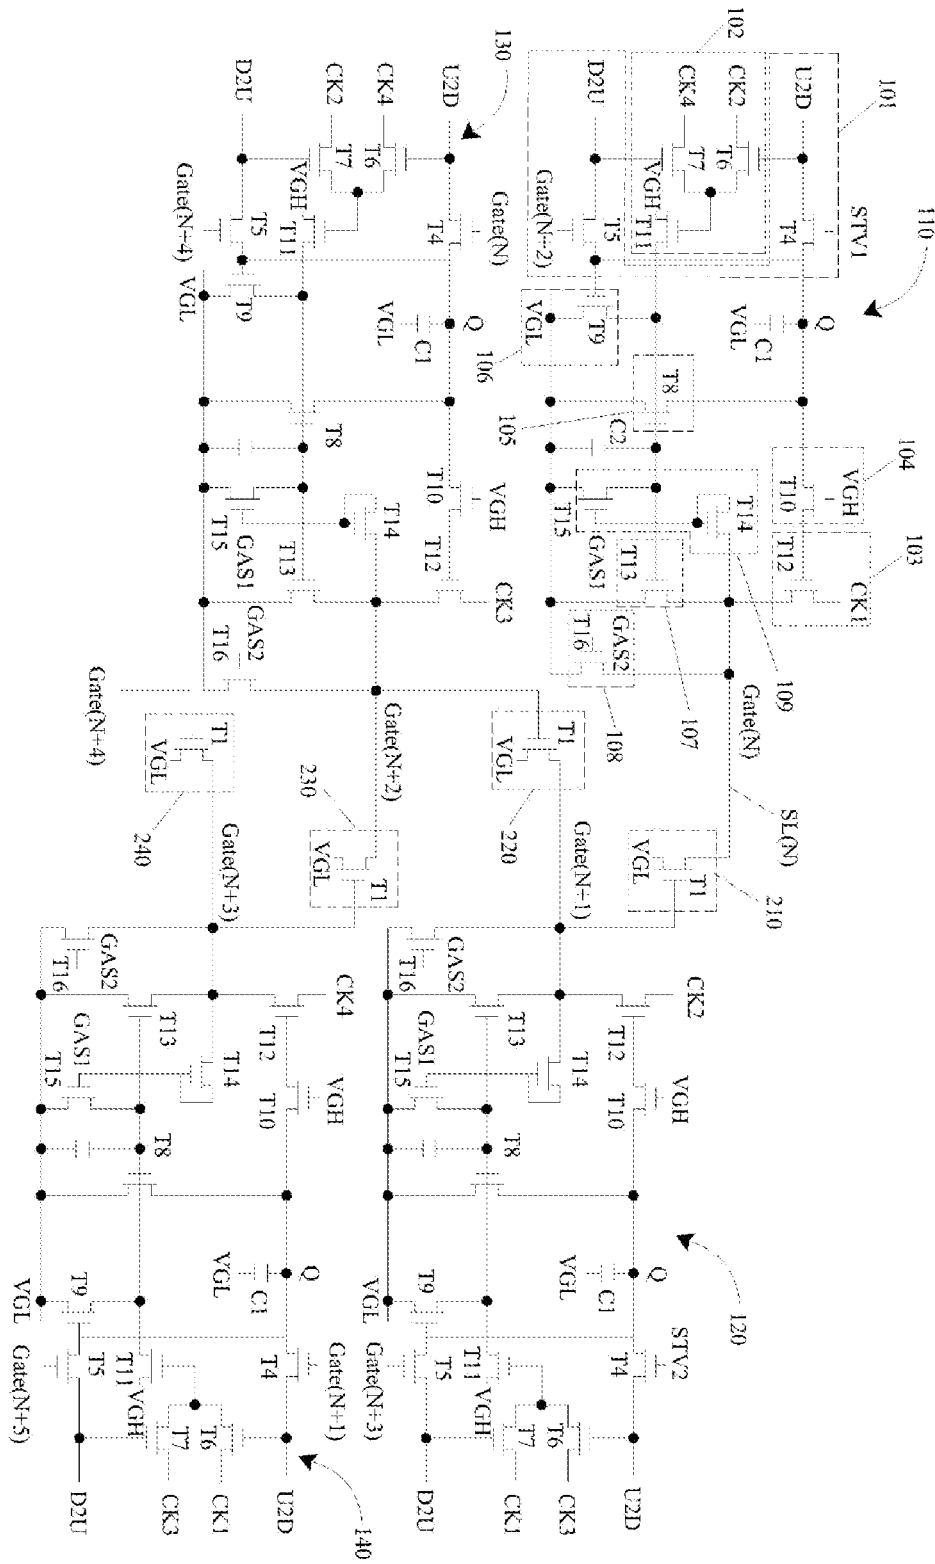 101
110
STV1
U2D
T4
Q
C1
VGL
104
VGH
T10
103
T12
CK1
102
CK2
T6
CK4
T7
VGH
T11
T8
105
C2
T14
109
T13
107
GAS1
T15
GAS2
T16
108
Gate(N)
SL(N)
D2U
T5
Gate(N-2)
T9
VGL
106
210
T1
VGL
120
CK2
T12
VGH
T10
Q
C1
VGL
STV2
T4
U2D
T14
T13
GAS1
T15
GAS2
T16
T8
T9
VGL
T11
VGH
T6
T7
CK3
CK1
T5
Gate(N+3)
D2U
Gate(N+1)
220
T1
VGL
130
U2D
T4
Gate(N)
Q
C1
VGL
VGH
T10
T12
CK3
CK4
T6
CK2
T7
VGH
T11
T8
T14
T13
GAS1
T15
GAS2
T16
D2U
T5
Gate(N+4)
T9
VGL
Gate(N+2)
Gate(N+4)
230
T1
VGL
240
T1
VGL
Gate(N+3)
140
CK4
T12
VGH
T10
Q
C1
VGL
Gate(N+1)
T4
U2D
T14
T13
GAS1
T15
GAS2
T16
T8
T9
VGL
T11
VGH
T6
T7
CK1
CK3
T5
Gate(N+5)
D2U